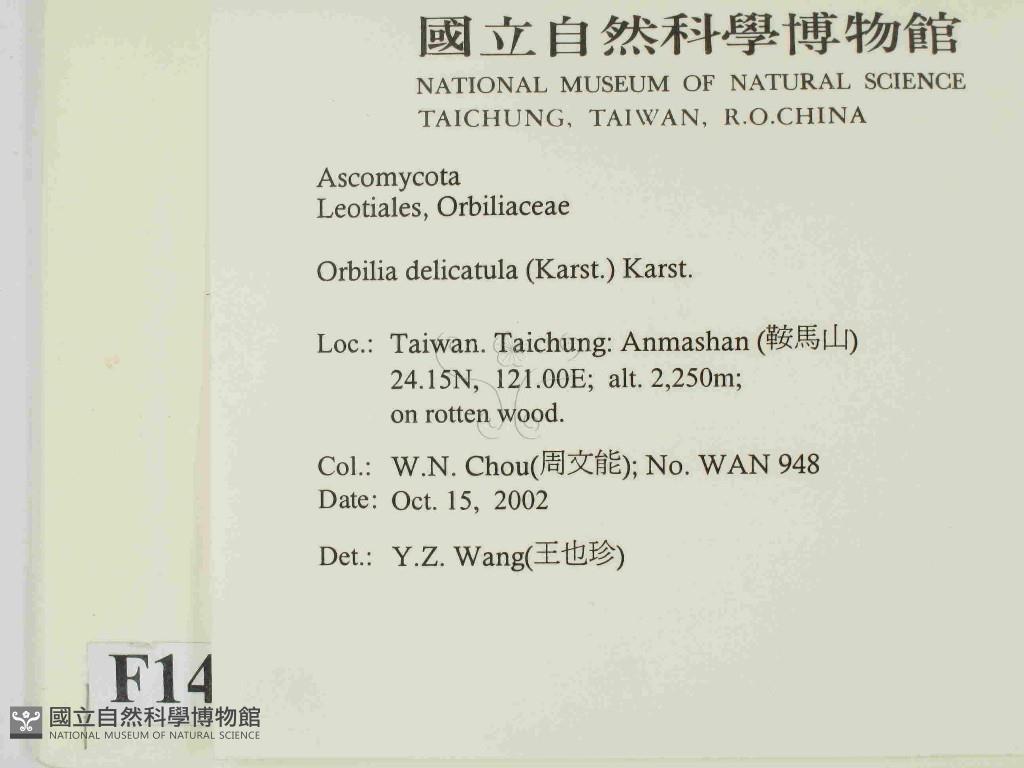 國立自然科學博物館
NATIONAL MUSEUM OF NATURAL SCIENCE
TAICHUNG, TAIWAN, R.O.CHINA
Ascomycota
Leotiales, Orbiliaceae
Orbilia delicatula (Karst.) Karst.
Loc.: Taiwan. Taichung: Anmashan (鞍馬山)
24.15N, 121.00E; alt. 2,250m;
on rotten wood.
Col.: W.N. Chou(周文能); No. WAN 948
Date: Oct. 15, 2002
Det.: Y.Z. Wang(王也珍)
F14
國立自然科學博物館
NATIONAL MUSEUM OF NATURAL SCIENCE